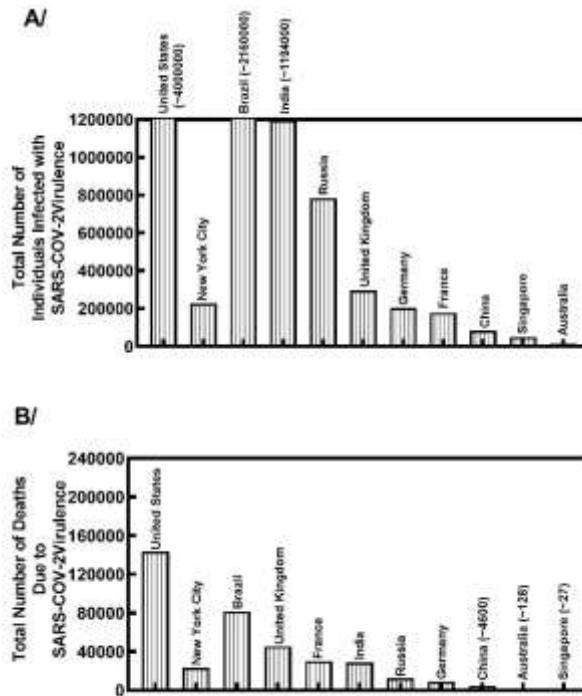 A/
United States
(~4000000)
Brazil (~2160000)
India (~1194000)
Total Number of
Individuals Infected with
SARS-COV-2Virulence
1200000
1000000
800000
600000
400000
200000
0
New York City
Russia
United Kingdom
Germany
France
China
Singapore
Australia
B/
Total Number of Deaths
Due to
SARS-COV-2Virulence
240000
200000
160000
120000
80000
40000
0
United States
New York City
Brazil
United Kingdom
France
India
Russia
Germany
China (~4600)
Australia (~126)
Singapore (~27)